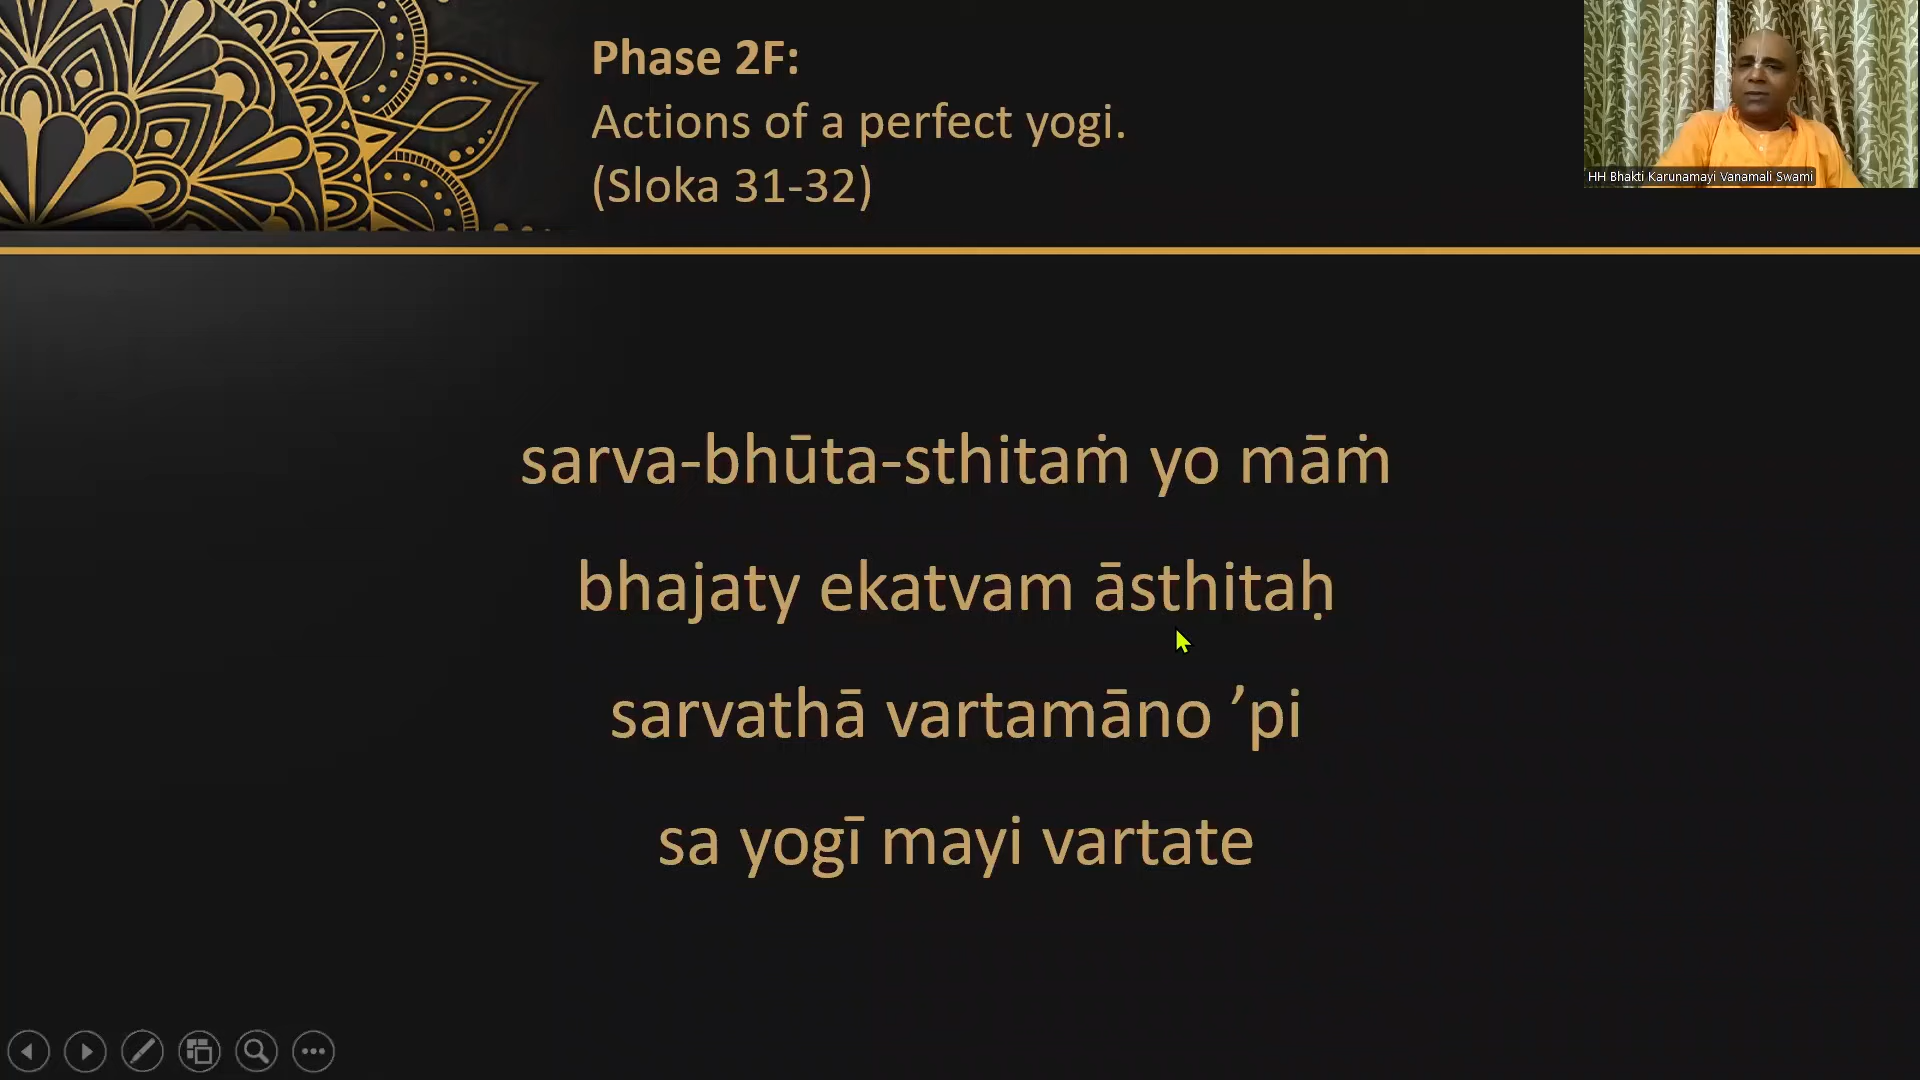 Phase 2F:
Actions of a perfect yogi.
(Sloka 31-32)
HH Bhakti Karunamayi Vanamali Swami
sarva-bhūta-sthitaṁ yo māṁ
bhajaty ekatvam āsthitaḥ
sarvathā vartamāno ’pi
sa yogī mayi vartate